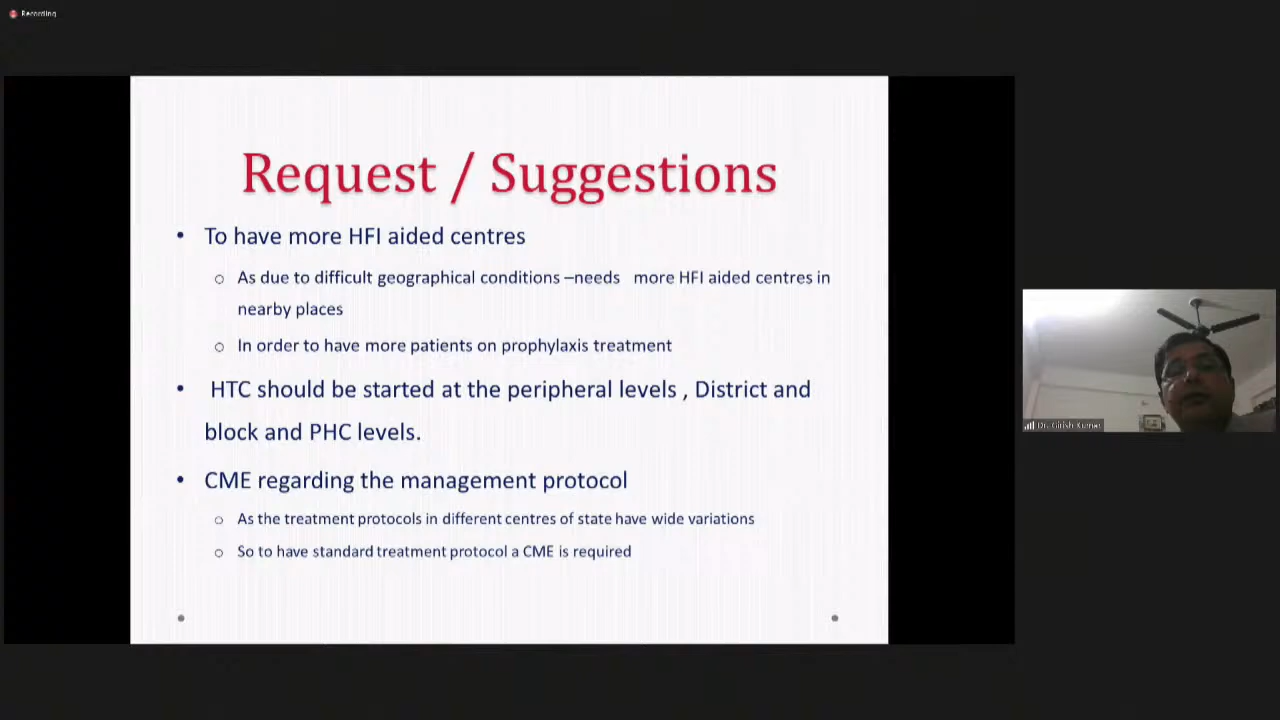 Recording
Request / Suggestions
• To have more HFI aided centres
o As due to difficult geographical conditions –needs more HFI aided centres in
nearby places
o In order to have more patients on prophylaxis treatment
• HTC should be started at the peripheral levels , District and
block and PHC levels.
• CME regarding the management protocol
o As the treatment protocols in different centres of state have wide variations
o So to have standard treatment protocol a CME is required
Dr. Girish Kumar